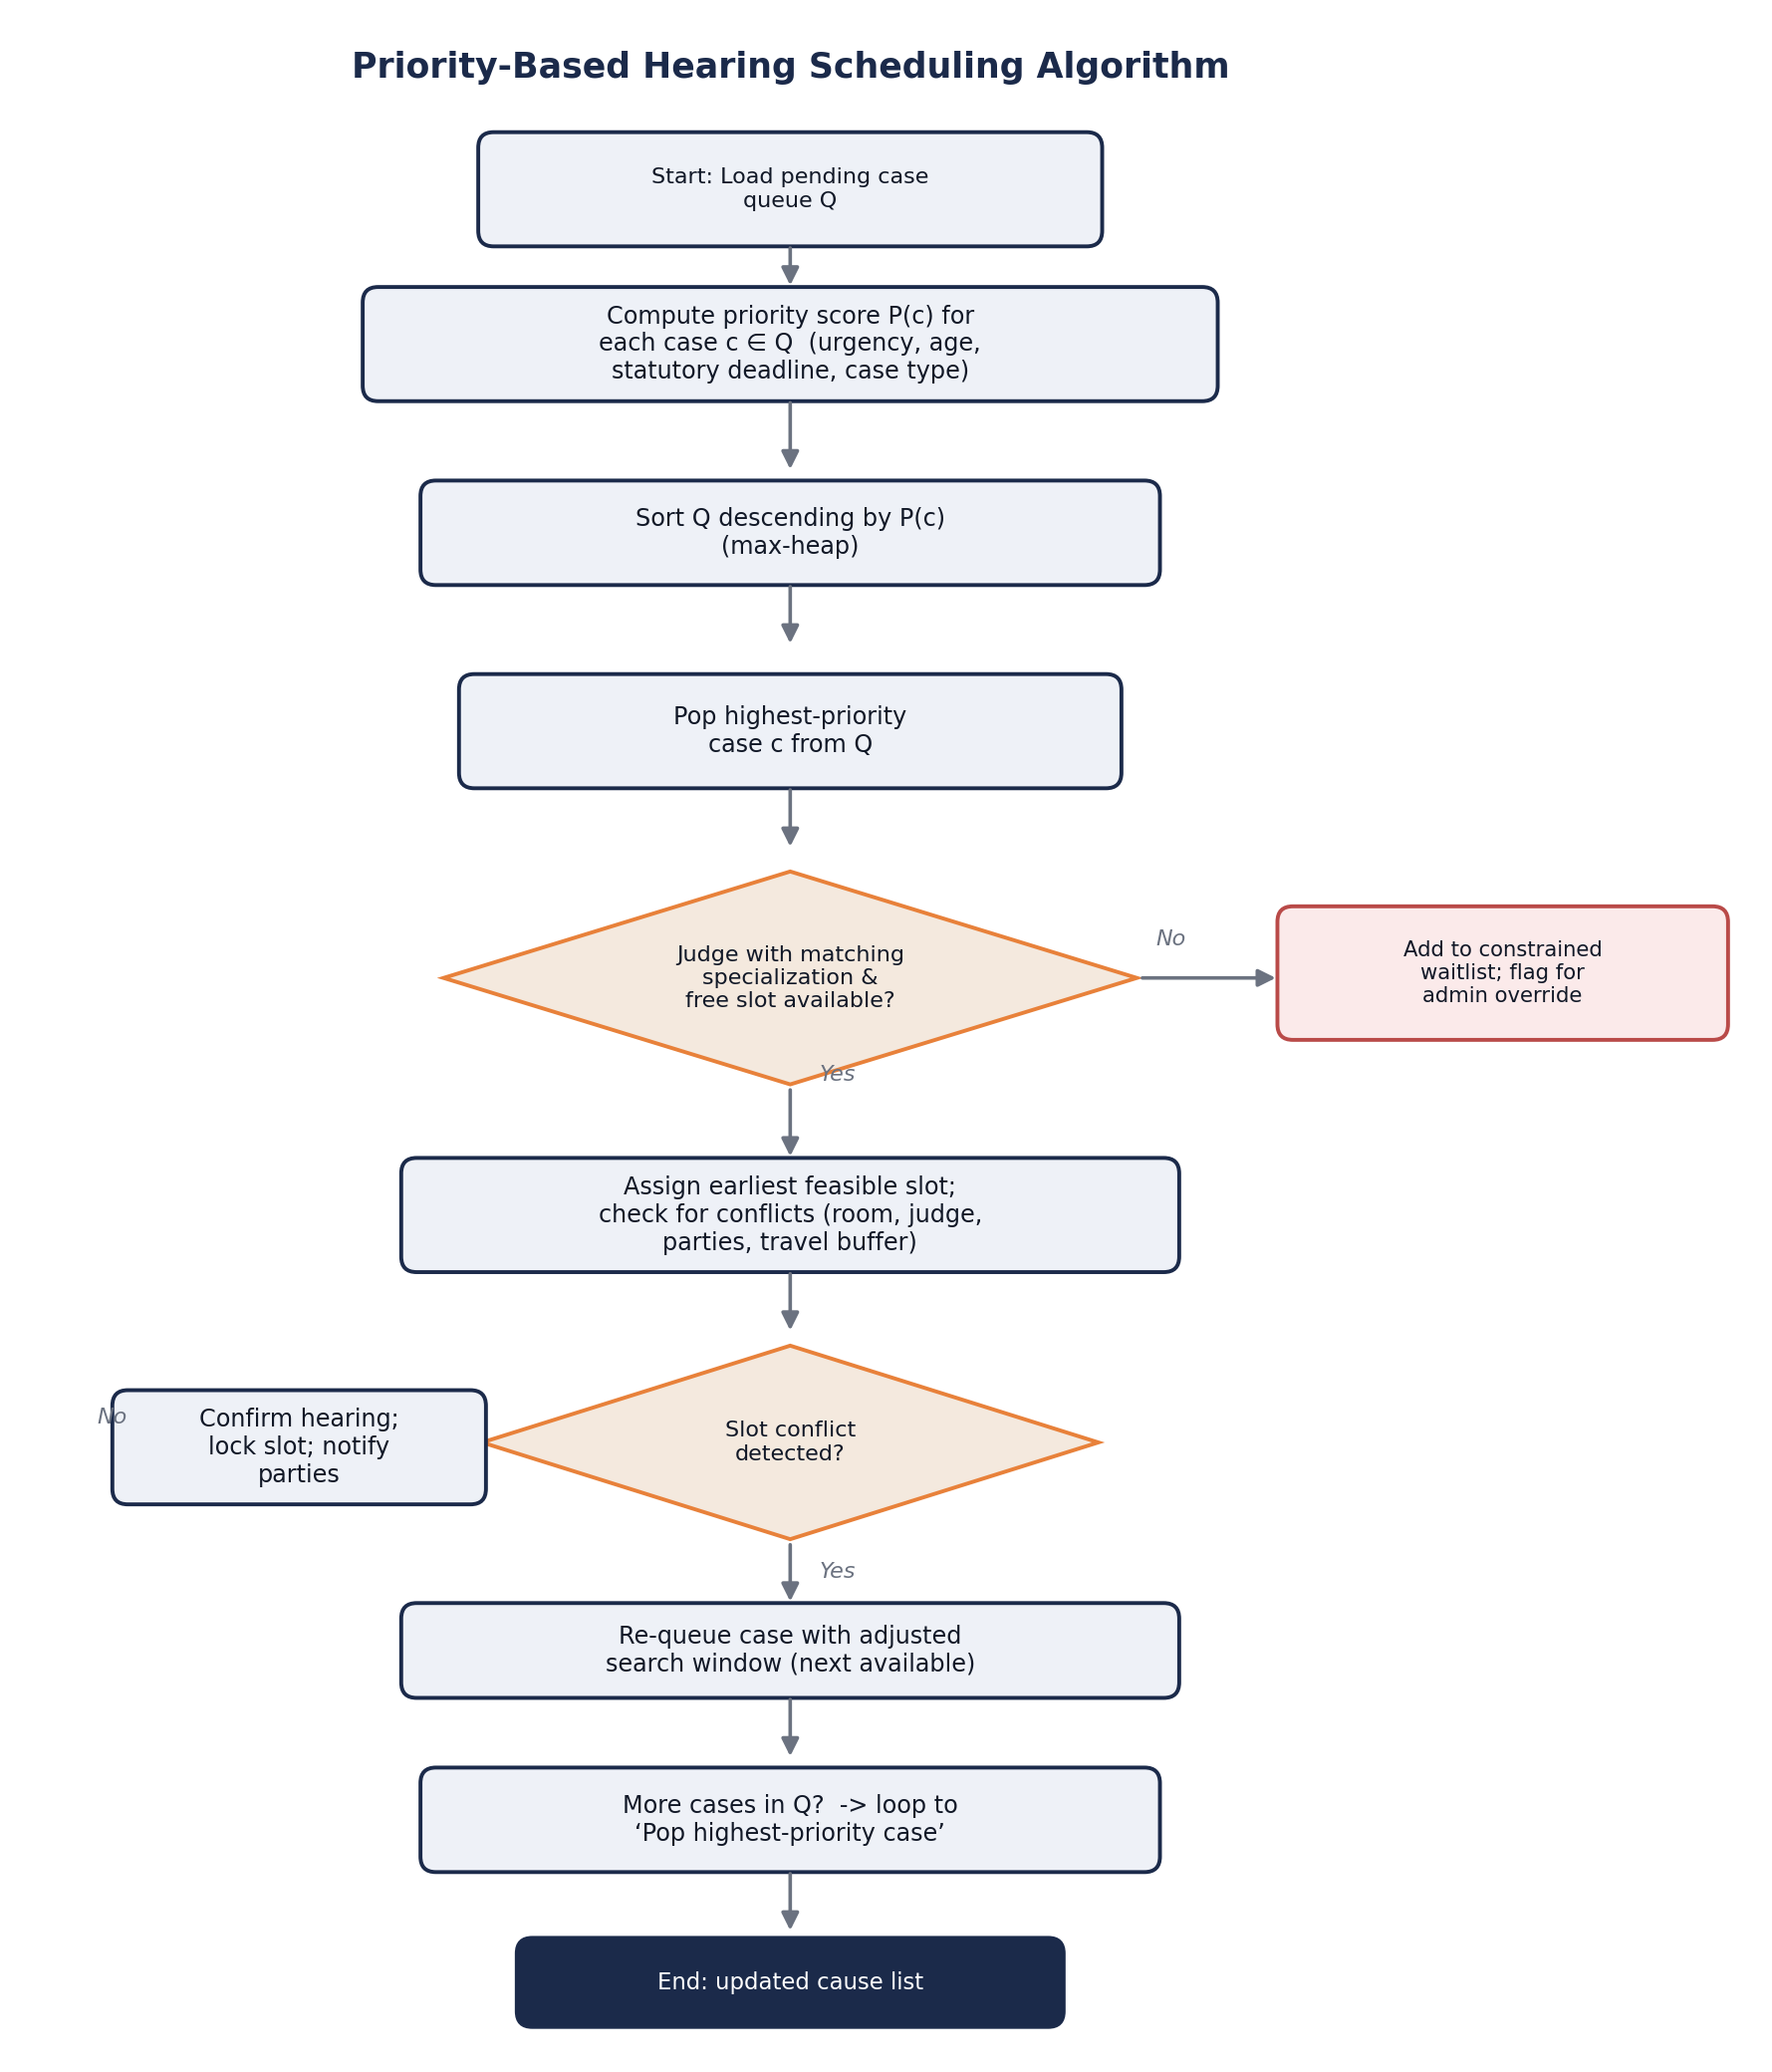 Priority-Based Hearing Scheduling Algorithm
Start: Load pending case
queue Q
Compute priority score P(c) for
each case c ∈ Q  (urgency, age,
statutory deadline, case type)
Sort Q descending by P(c)
(max-heap)
Pop highest-priority
case c from Q
Judge with matching
specialization &
free slot available?
No
Add to constrained
waitlist; flag for
admin override
Yes
Assign earliest feasible slot;
check for conflicts (room, judge,
parties, travel buffer)
No
Confirm hearing;
lock slot; notify
parties
Slot conflict
detected?
Yes
Re-queue case with adjusted
search window (next available)
More cases in Q?  -> loop to
‘Pop highest-priority case’
End: updated cause list